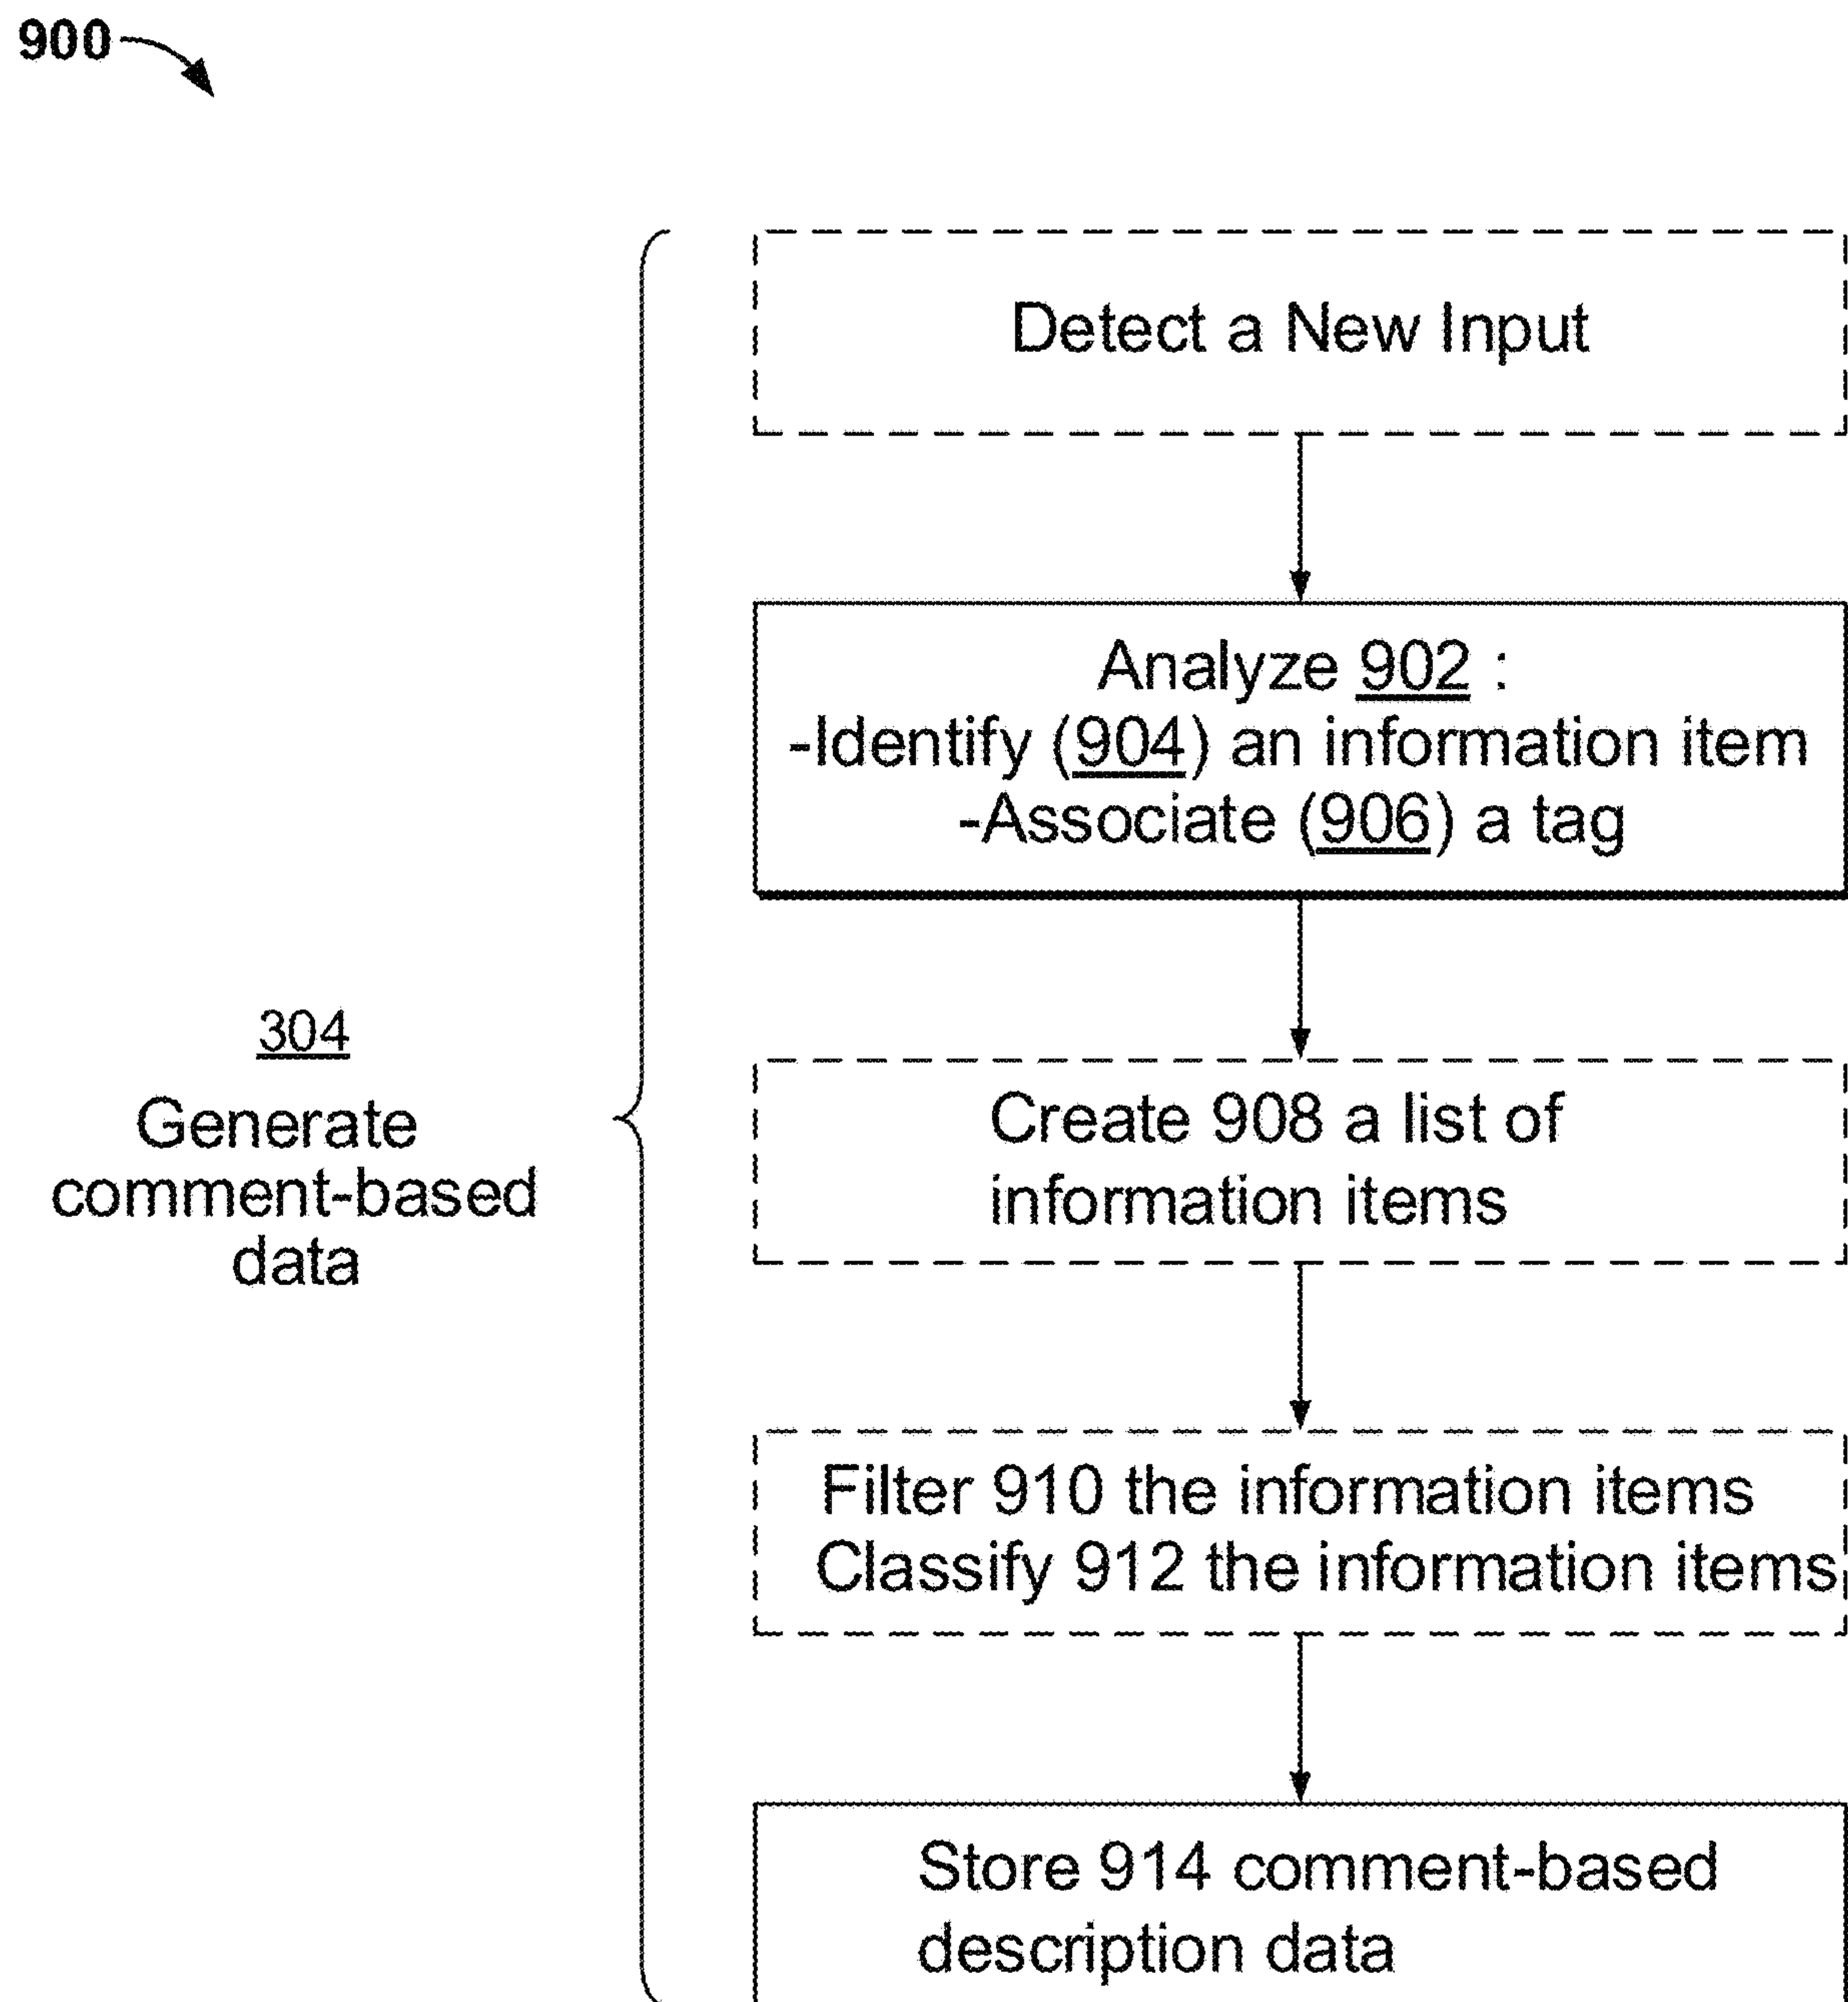 900
Detect a New Input
Analyze 902 :
-Identify (904) an information item
-Associate (906) a tag
304
Generate
comment-based
data
Create 908 a list of
information items
Filter 910 the information items
Classify 912 the information items
Store 914 comment-based
description data